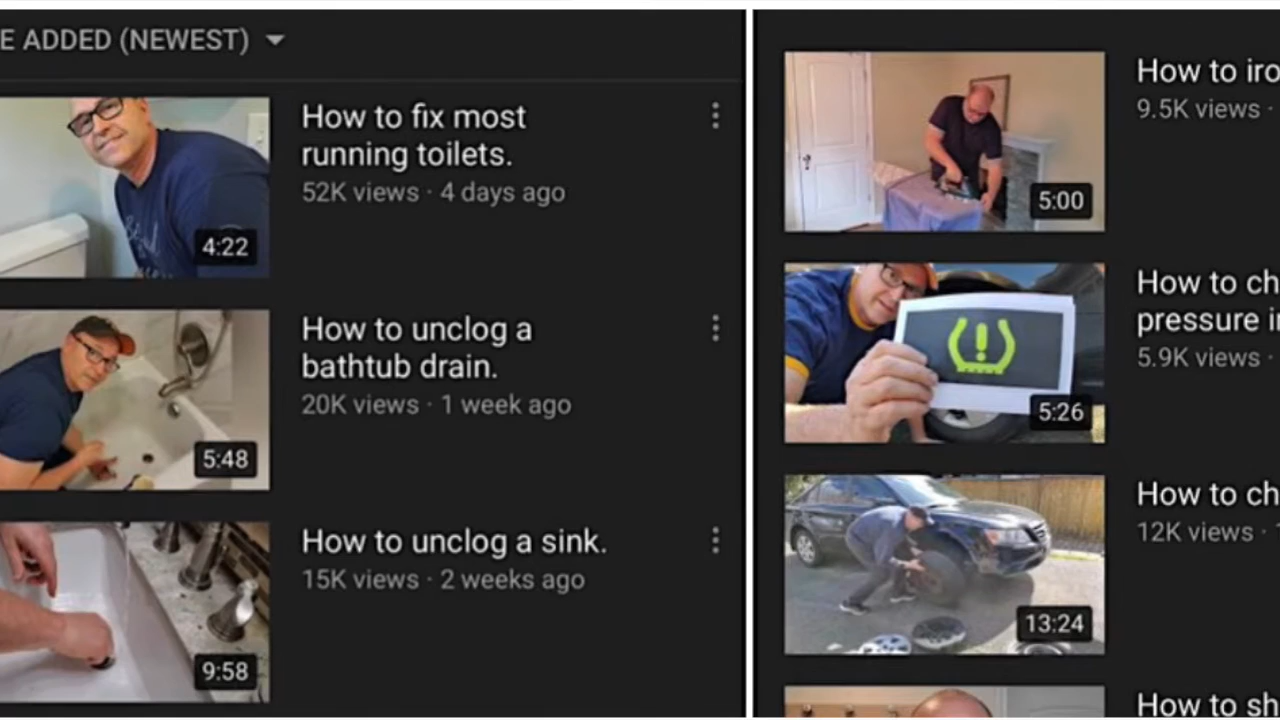 E ADDED (NEWEST)
How to fix most
running toilets.
52K views · 4 days ago
4:22
How to unclog a
bathtub drain.
20K views · 1 week ago
5:48
How to unclog a sink.
15K views · 2 weeks ago
9:58
How to iro
9.5K views ·
5:00
How to ch
pressure i
5.9K views ·
5:26
How to ch
12K views ·
13:24
How to sh